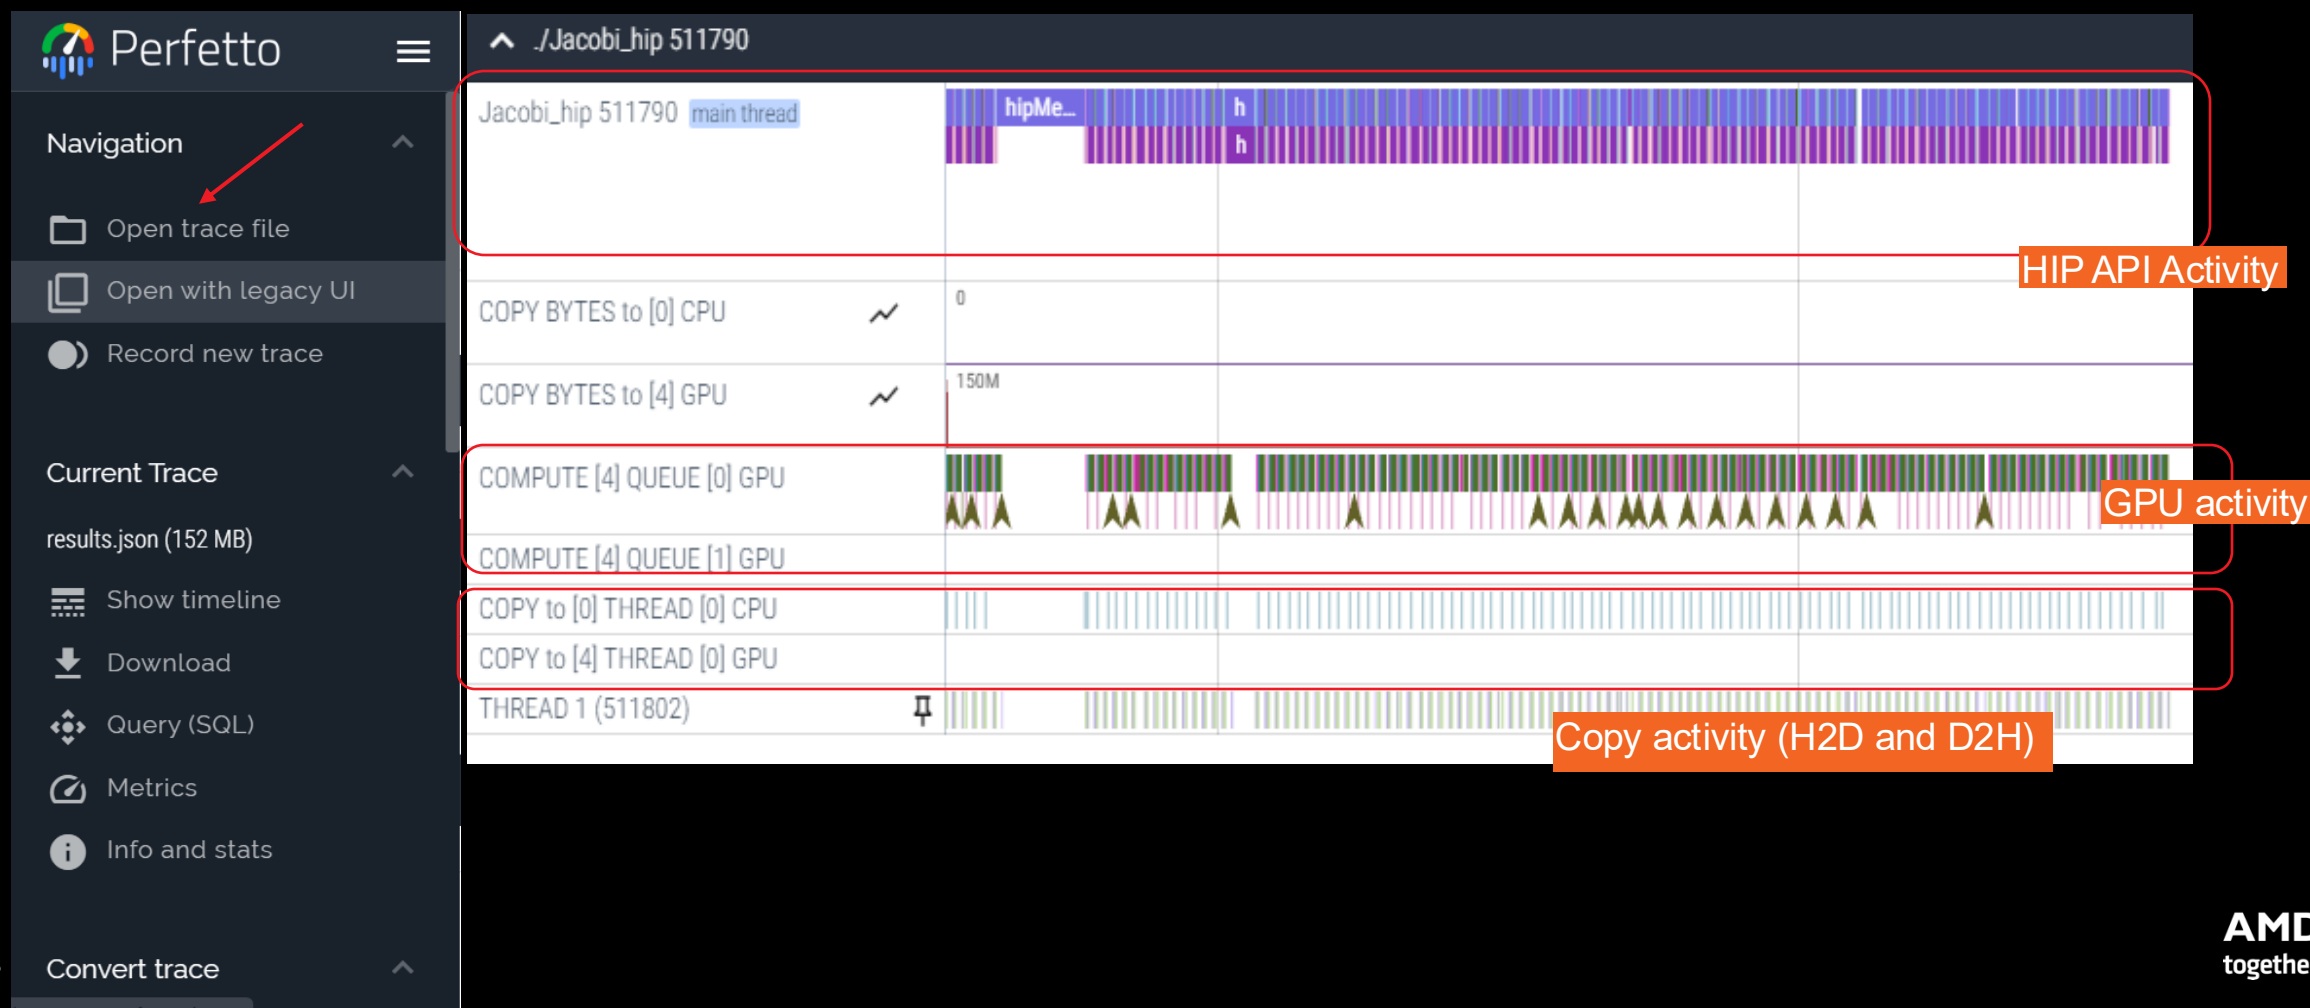 Perfetto
Navigation
Open trace file
Open with legacy UI
Record new trace
Current Trace
results.json (152 MB)
Show timeline
Download
Query (SQL)
Metrics
Info and stats
Convert trace
./Jacobi_hip 511790
Jacobi_hip 511790 main thread
hipMe...
h
h
HIP API Activity
COPY BYTES to [0] CPU
0
COPY BYTES to [4] GPU
150M
COMPUTE [4] QUEUE [0] GPU
GPU activity
COMPUTE [4] QUEUE [1] GPU
COPY to [0] THREAD [0] CPU
COPY to [4] THREAD [0] GPU
THREAD 1 (511802)
Copy activity (H2D and D2H)
AMD
togethe